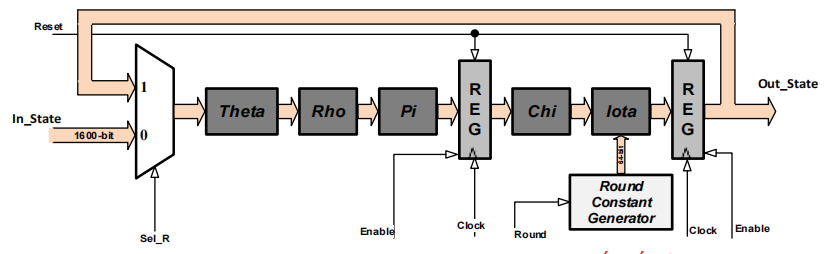 Reset
1
Out_State
Theta
Rho
Pi
R
E
G
Chi
Iota
R
E
G
In_State
1600-bit
0
64-bit
Round
Constant
Generator
Sel_R
Enable
Clock
Round
Clock
Enable